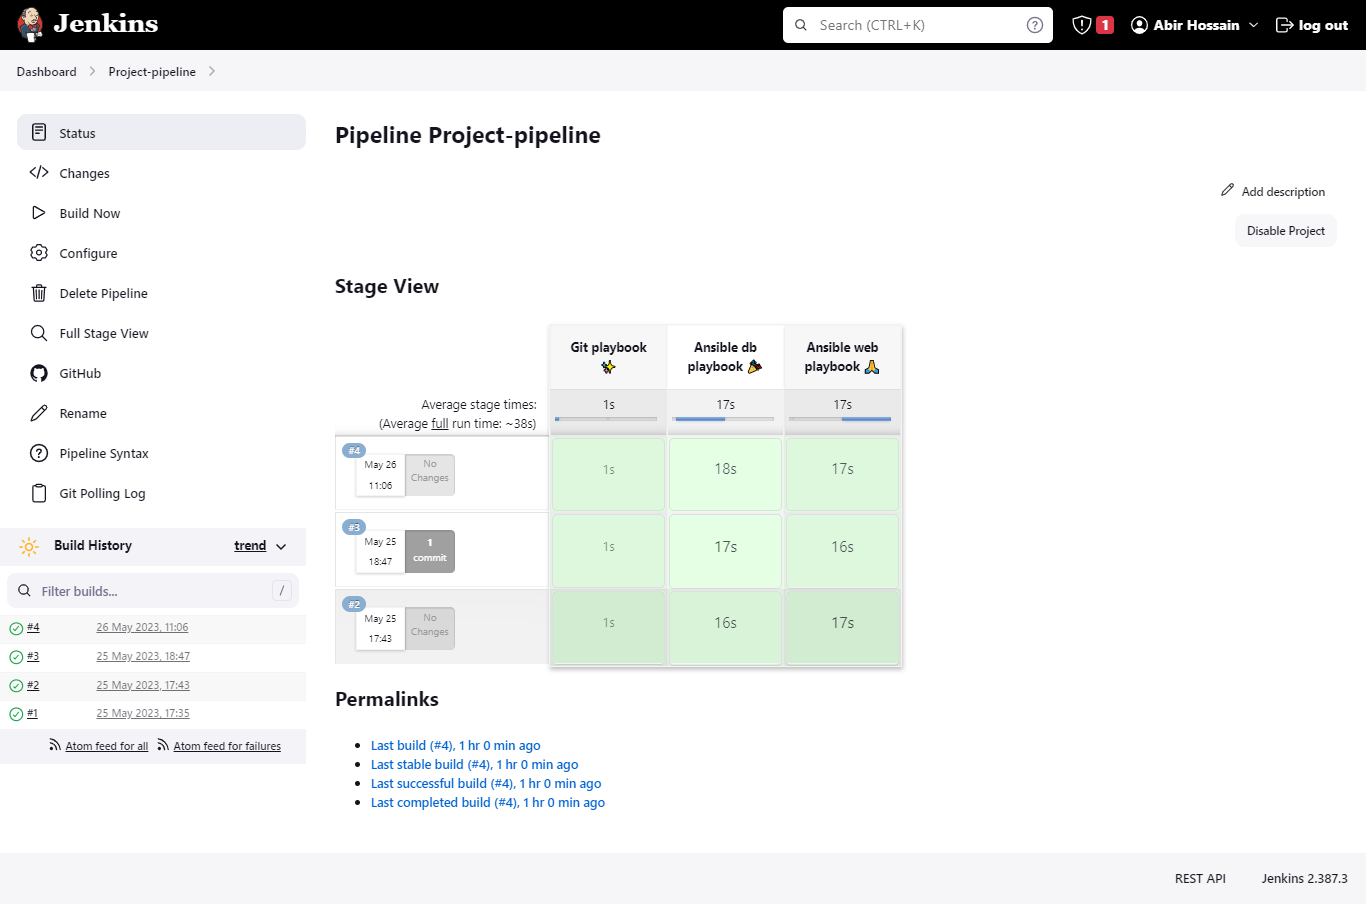 Jenkins
Search (CTRL+K)
1
Abir Hossain
log out
Dashboard
Project-pipeline
Status
Changes
Build Now
Configure
Delete Pipeline
Full Stage View
GitHub
Rename
Pipeline Syntax
Git Polling Log
Build History
trend
Filter builds...
/
#4 26 May 2023, 11:06
#3 25 May 2023, 18:47
#2 25 May 2023, 17:43
#1 25 May 2023, 17:35
Atom feed for all Atom feed for failures
Pipeline Project-pipeline
Add description
Disable Project
Stage View
Git playbook ✨
Ansible db
playbook 🎉
Ansible web
playbook 🙏
Average stage times:
(Average full run time: ~38s)
1s 17s 17s
#4
May 26
11:06
No
Changes
1s 18s 17s
#3
May 25
18:47
1
commit
1s 17s 16s
#2
May 25
17:43
No
Changes
1s 16s 17s
Permalinks
Last build (#4), 1 hr 0 min ago
Last stable build (#4), 1 hr 0 min ago
Last successful build (#4), 1 hr 0 min ago
Last completed build (#4), 1 hr 0 min ago
REST API
Jenkins 2.387.3